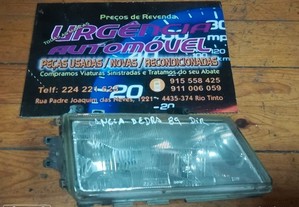 Preços de Revenda
URGÊNCIA
AUTOMÓVEL
PEÇAS USADAS / NOVAS / RECONDICIONADAS
Compramos Viaturas Sinistradas e Tratamos do seu Abate
Telf: 224 221 915 558 425
911 006 059
Rua Padre Joaquim das Neves, 1221 - 4435-374 Rio Tinto
LANCIA DEDRA 89 DIR